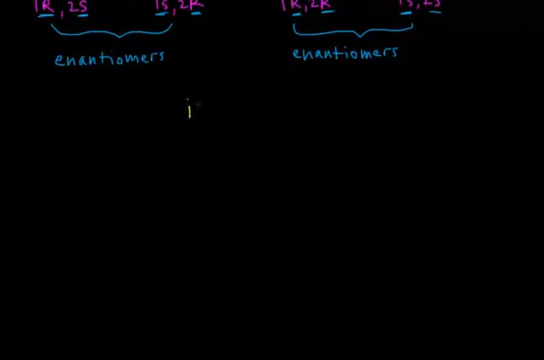 1R, 2S 1S, 2R 1R, 2R 1S, 2S
enantiomers enantiomers
i